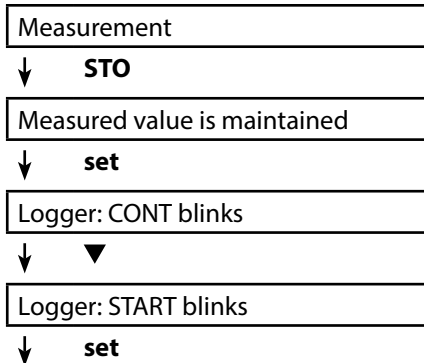 Measurement
↓ STO
Measured value is maintained
↓ set
Logger: CONT blinks
↓ ▼
Logger: START blinks
↓ set